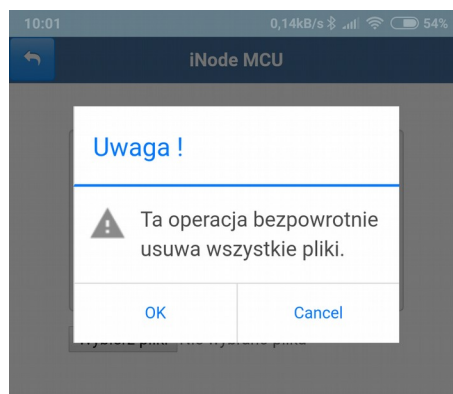 10:01 0,14kB/s 54%
iNode MCU
Uwaga !
Ta operacja bezpowrotnie
usuwa wszystkie pliki.
OK Cancel